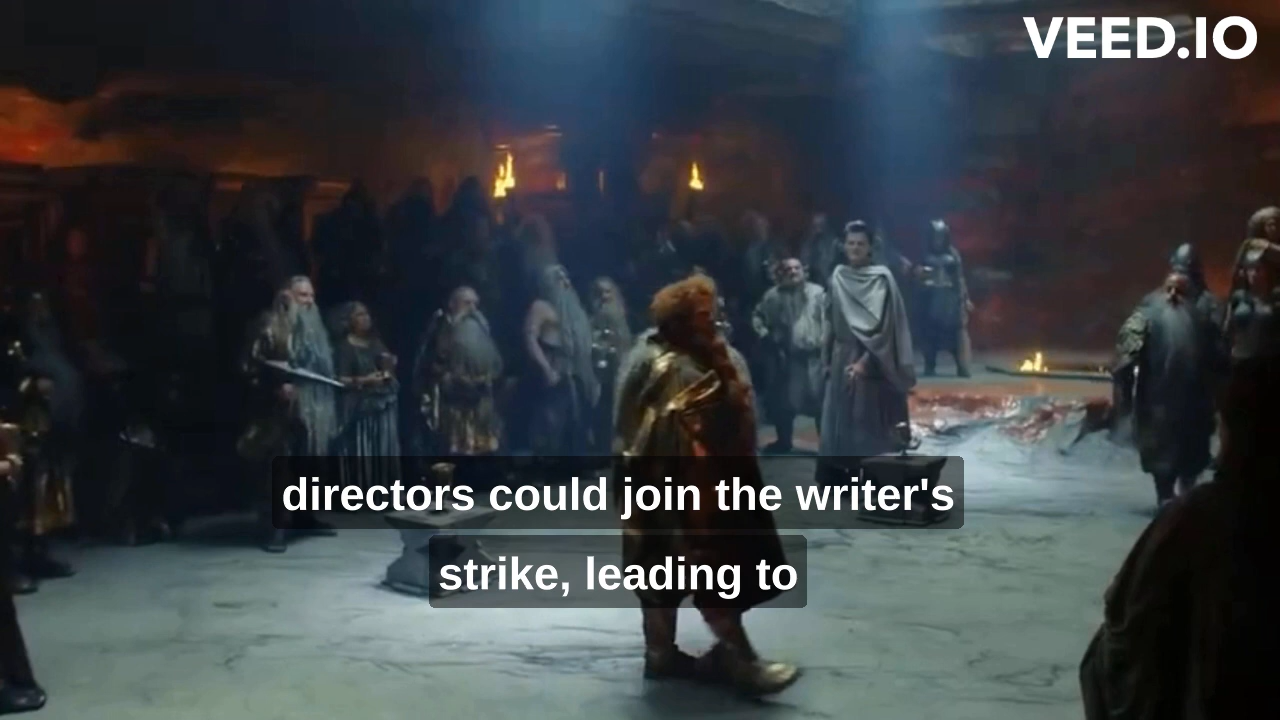 VEED.IO
directors could join the writer's
strike, leading to